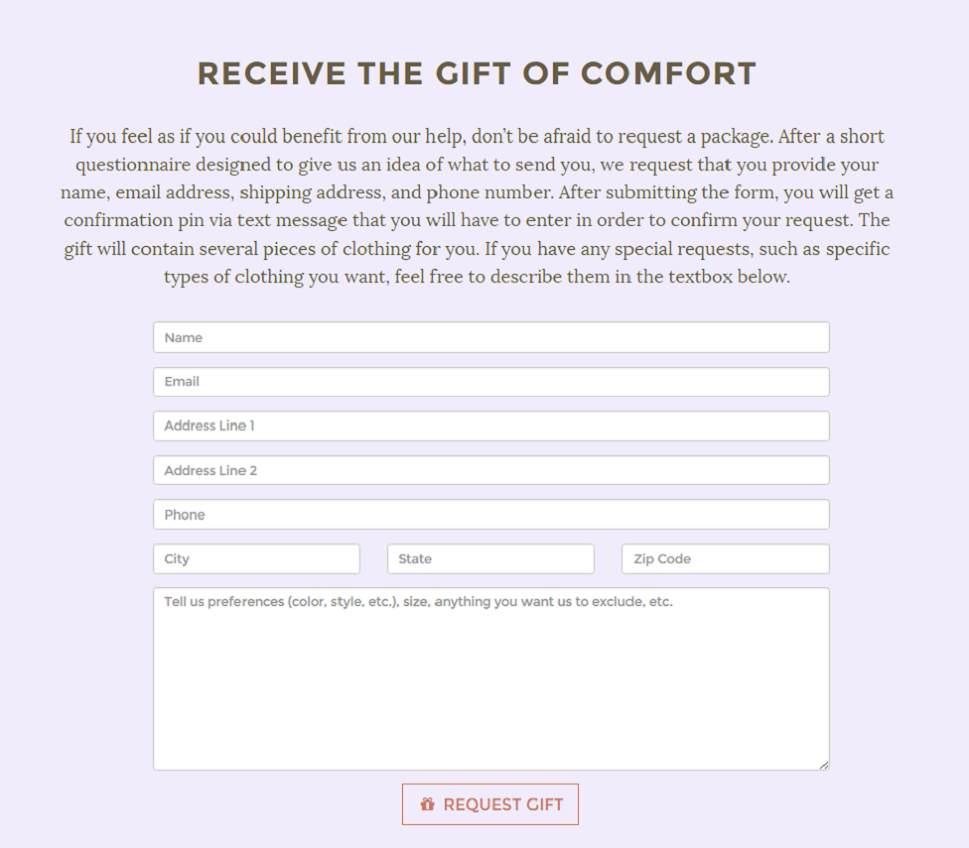 RECEIVE THE GIFT OF COMFORT
If you feel as if you could benefit from our help, don't be afraid to request a package. After a short
questionnaire designed to give us an idea of what to send you, we request that you provide your
name, email address, shipping address, and phone number. After submitting the form, you will get a
confirmation pin via text message that you will have to enter in order to confirm your request. The
gift will contain several pieces of clothing for you. If you have any special requests, such as specific
types of clothing you want, feel free to describe them in the textbox below.
Name
Email
Address Line 1
Address Line 2
Phone
City State Zip Code
Tell us preferences (color, style, etc.), size, anything you want us to exclude, etc.
REQUEST GIFT